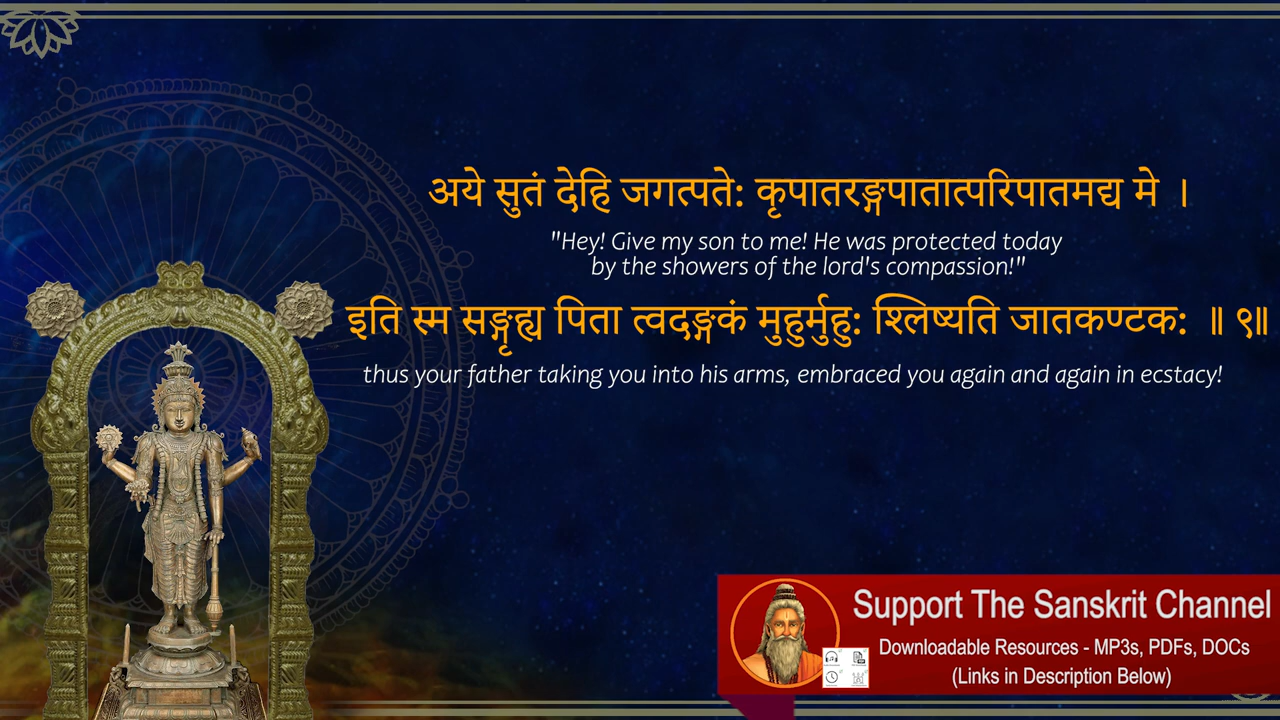 अये सुतं देहि जगत्पते: कृपातरङ्गपातात्परिपातमद्य मे ।
"Hey! Give my son to me! He was protected today
by the showers of the lord's compassion!"
इति स्म सङ्गृह्य पिता त्वदङ्गकं मुहुर्मुहु: श्लिष्यति जातकण्टक: ॥ ९॥
thus your father taking you into his arms, embraced you again and again in ecstacy!
Support The Sanskrit Channel
Downloadable Resources - MP3s, PDFs, DOCs
(Links in Description Below)